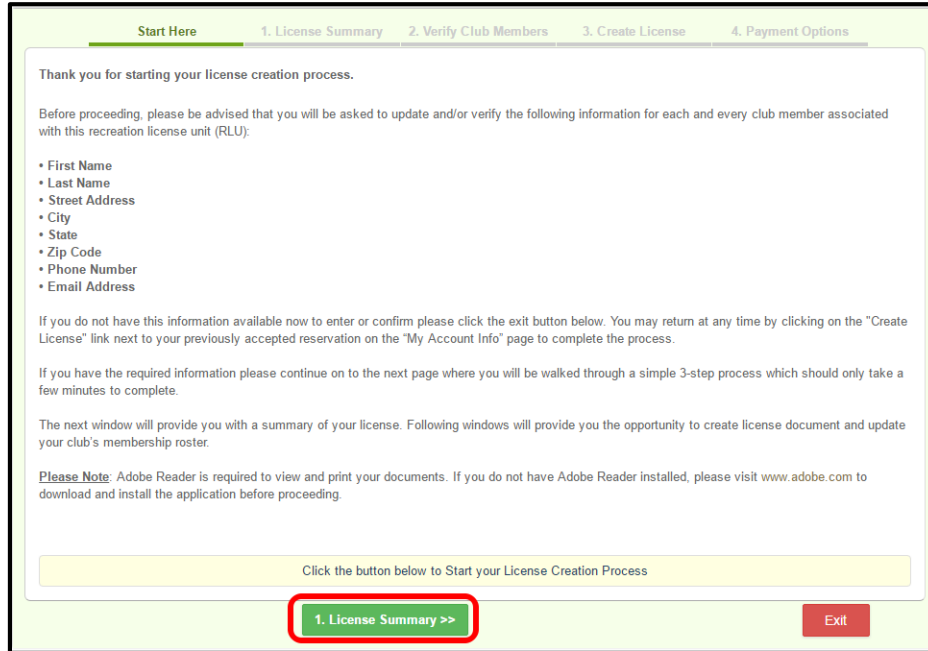 Start Here 1. License Summary 2. Verify Club Members 3. Create License 4. Payment Options
Thank you for starting your license creation process.
Before proceeding, please be advised that you will be asked to update and/or verify the following information for each and every club member associated
with this recreation license unit (RLU):
• First Name
• Last Name
• Street Address
• City
• State
• Zip Code
• Phone Number
• Email Address
If you do not have this information available now to enter or confirm please click the exit button below. You may return at any time by clicking on the "Create
License" link next to your previously accepted reservation on the “My Account Info” page to complete the process.
If you have the required information please continue on to the next page where you will be walked through a simple 3-step process which should only take a
few minutes to complete.
The next window will provide you with a summary of your license. Following windows will provide you the opportunity to create license document and update
your club's membership roster.
Please Note: Adobe Reader is required to view and print your documents. If you do not have Adobe Reader installed, please visit www.adobe.com to
download and install the application before proceeding.
Click the button below to Start your License Creation Process
1. License Summary >> Exit